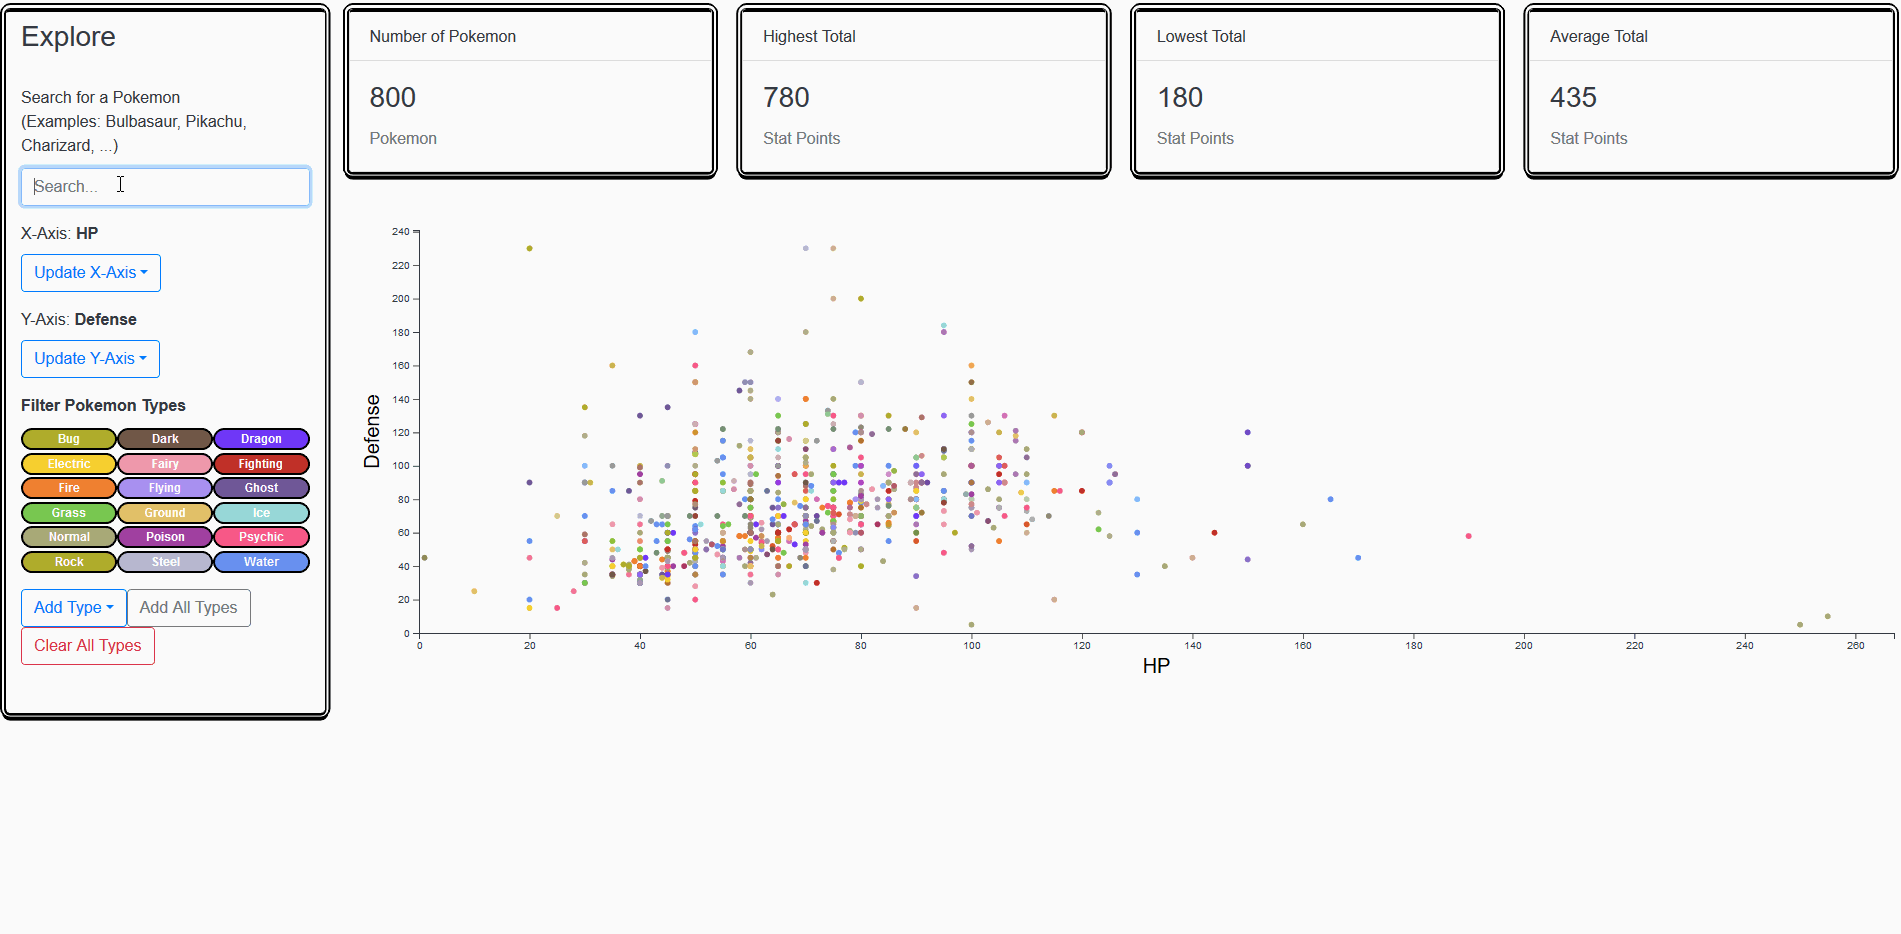 Explore
Search for a Pokemon
(Examples: Bulbasaur, Pikachu,
Charizard, ...)
Search...
X-Axis: HP
Update X-Axis
Y-Axis: Defense
Update Y-Axis
Filter Pokemon Types
Bug Dark Dragon
Electric Fairy Fighting
Fire Flying Ghost
Grass Ground Ice
Normal Poison Psychic
Rock Steel Water
Add Type Add All Types
Clear All Types
Number of Pokemon
800
Pokemon
Highest Total
780
Stat Points
Lowest Total
180
Stat Points
Average Total
435
Stat Points
240
220
200
180
160
140
120
100
80
60
40
20
0
Defense
0 20 40 60 80 100 120 140 160 180 200 220 240 260
HP